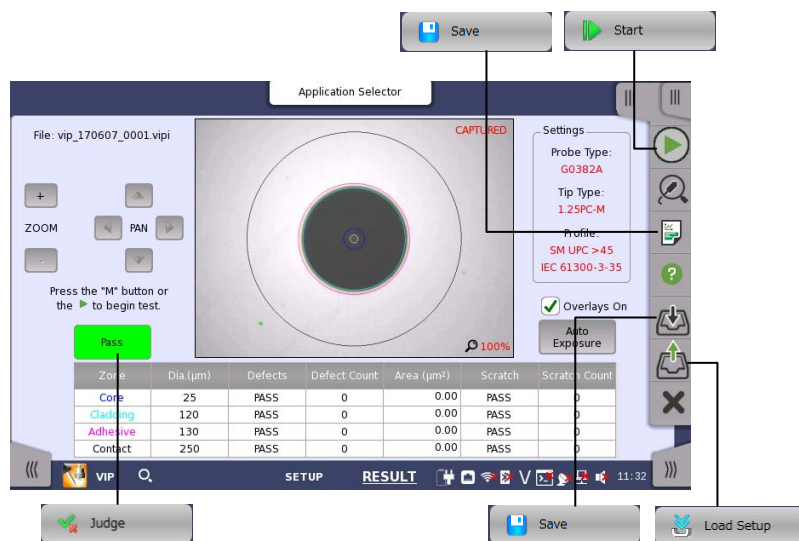 Save
Start
Application Selector
File: vip_170607_0001.vipi
CAPTURED
Settings
Probe Type:
G0382A
Tip Type:
1.25PC-M
Profile:
SM UPC >45
IEC 61300-3-35
+
ZOOM
PAN
-
Press the "M" button or
the ▶ to begin test.
Pass
100%
Overlays On
Auto
Exposure
?
Zone Dia.(µm) Defects Defect Count Area (µm²) Scratch Scratch Count
Core 25 PASS 0 0.00 PASS 0
Cladding 120 PASS 0 0.00 PASS 0
Adhesive 130 PASS 0 0.00 PASS 0
Contact 250 PASS 0 0.00 PASS 0
VIP SETUP RESULT V 11:32
Judge
Save
Load Setup